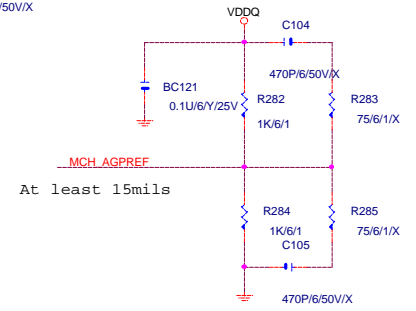 /50V/X
VDDQ
C104
470P/6/50V/X
BC121
0.1U/6/Y/25V
R282
1K/6/1
R283
75/6/1/X
MCH_AGPREF
At least 15mils
R284
1K/6/1
R285
75/6/1/X
C105
470P/6/50V/X